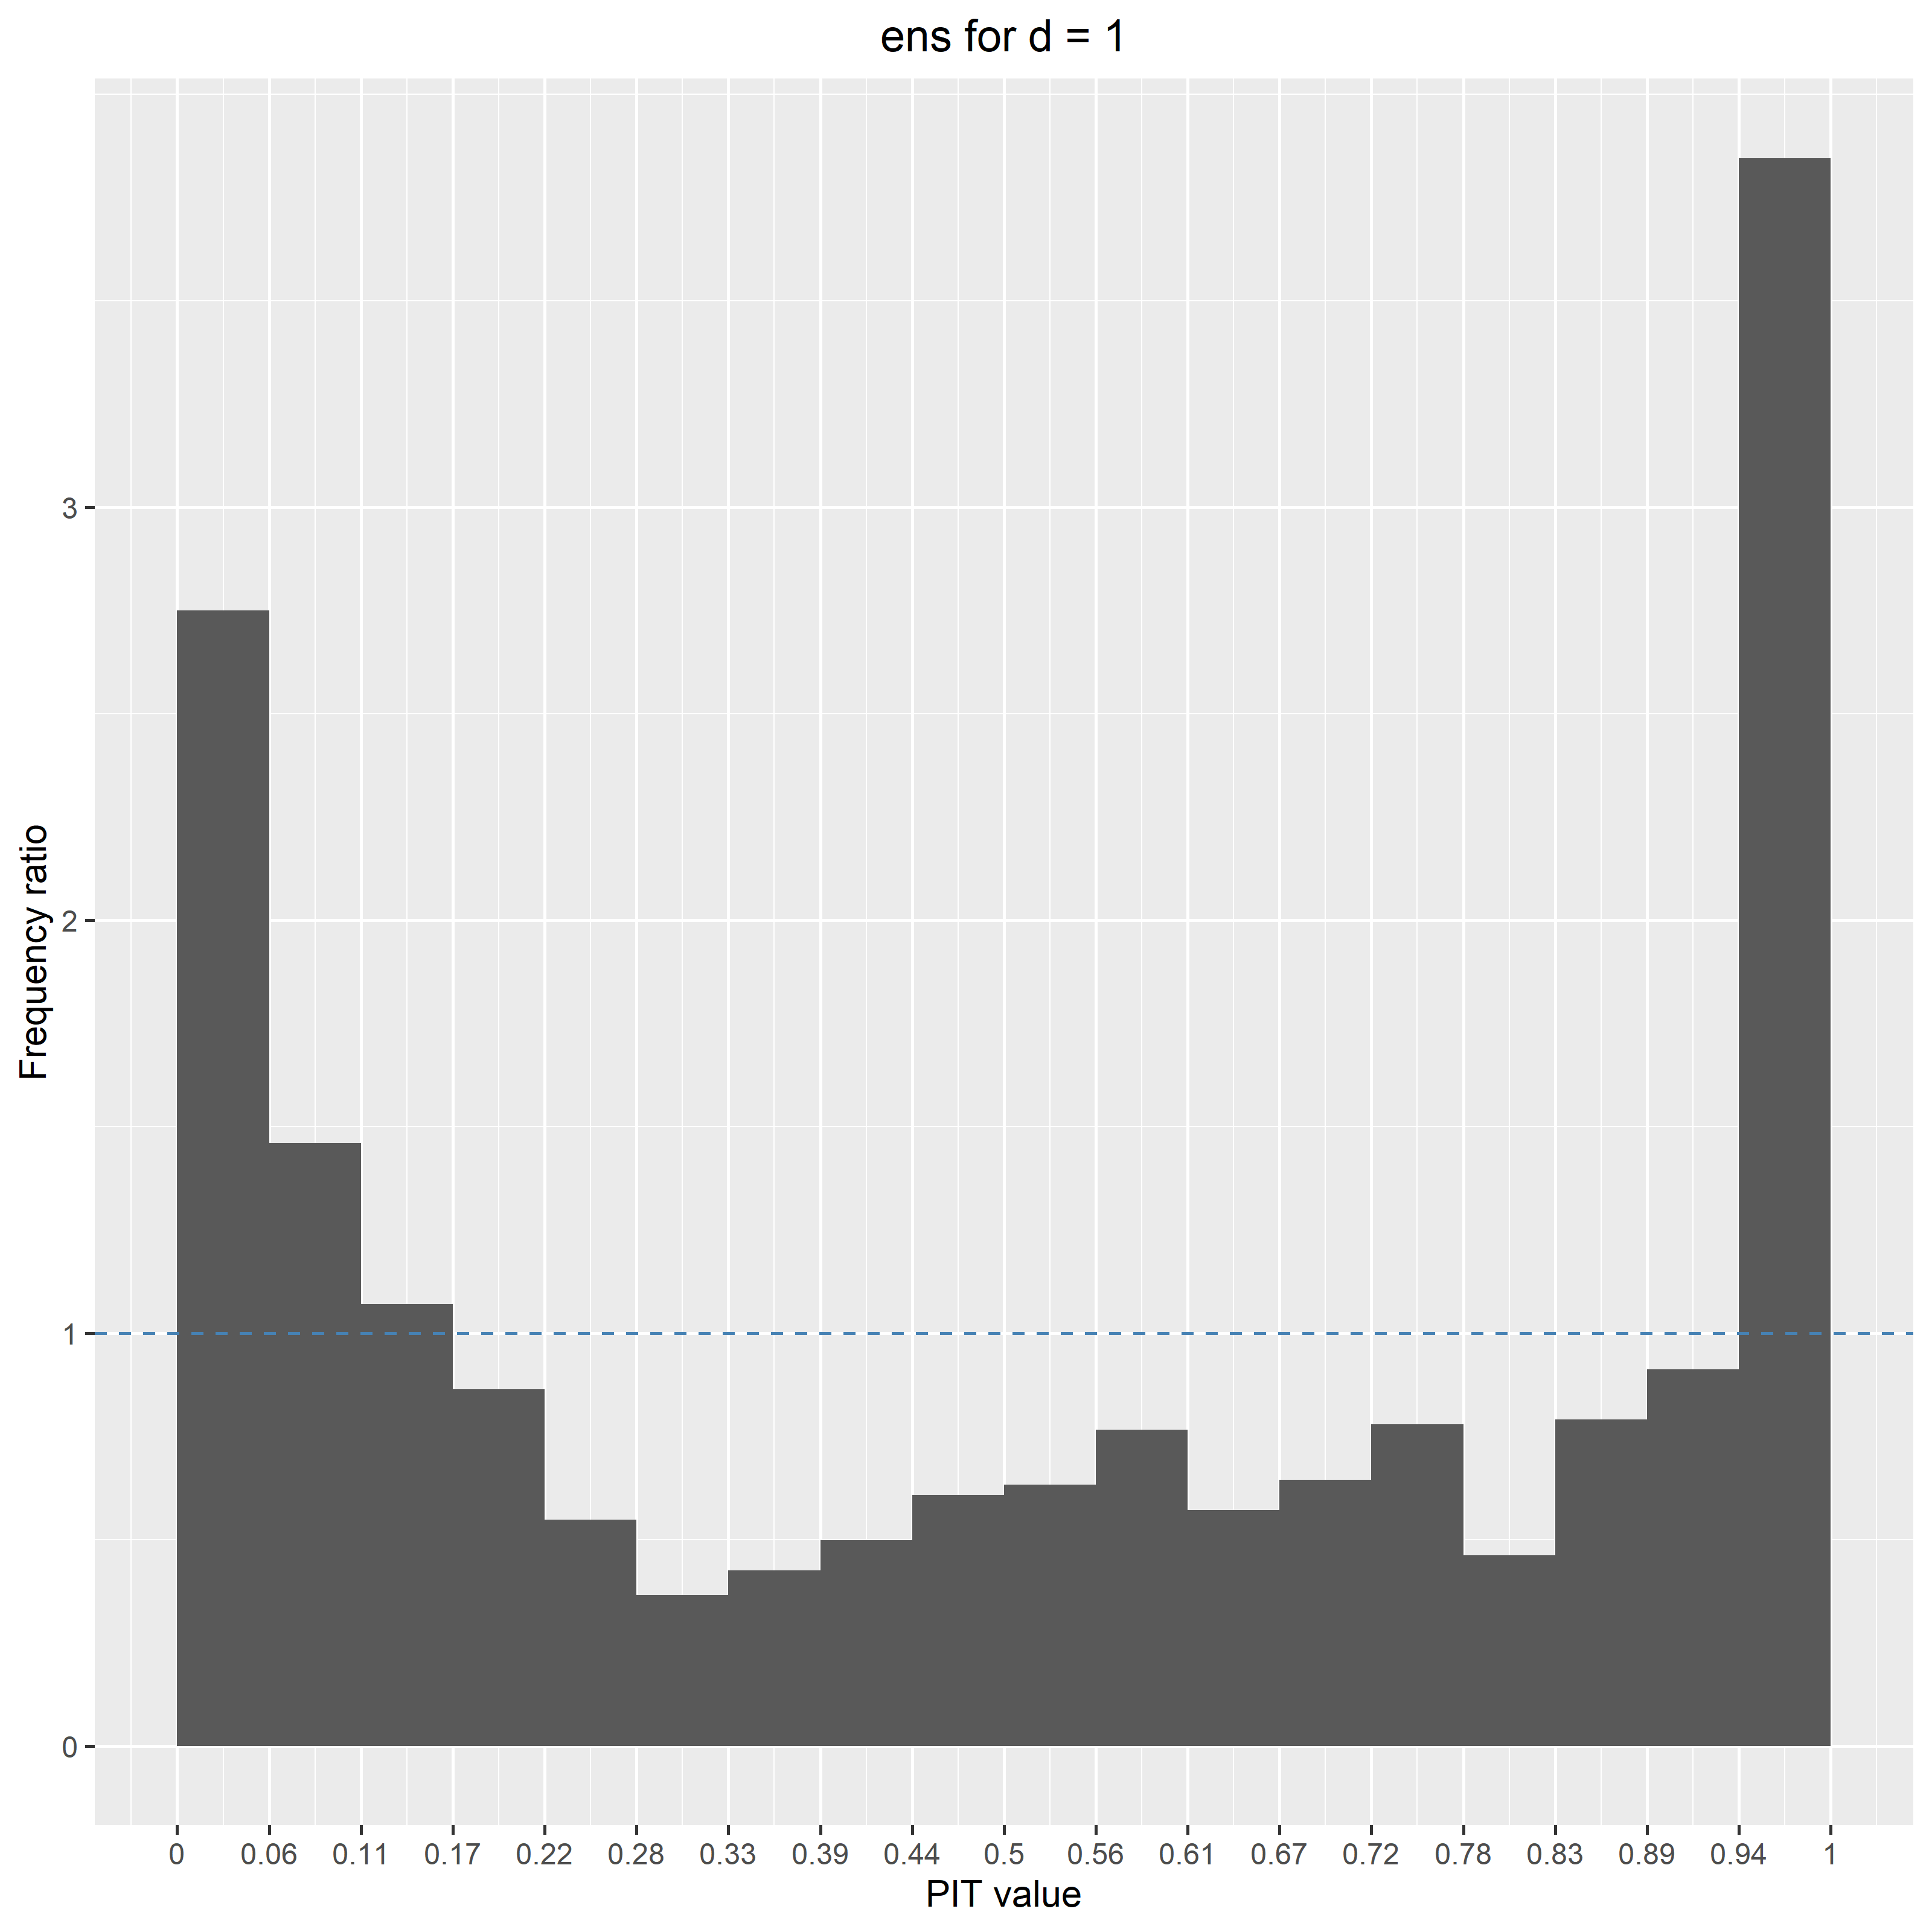 ens for d = 1
Frequency ratio
3
2
1
0
0 0.06 0.11 0.17 0.22 0.28 0.33 0.39 0.44 0.5 0.56 0.61 0.67 0.72 0.78 0.83 0.89 0.94 1
PIT value